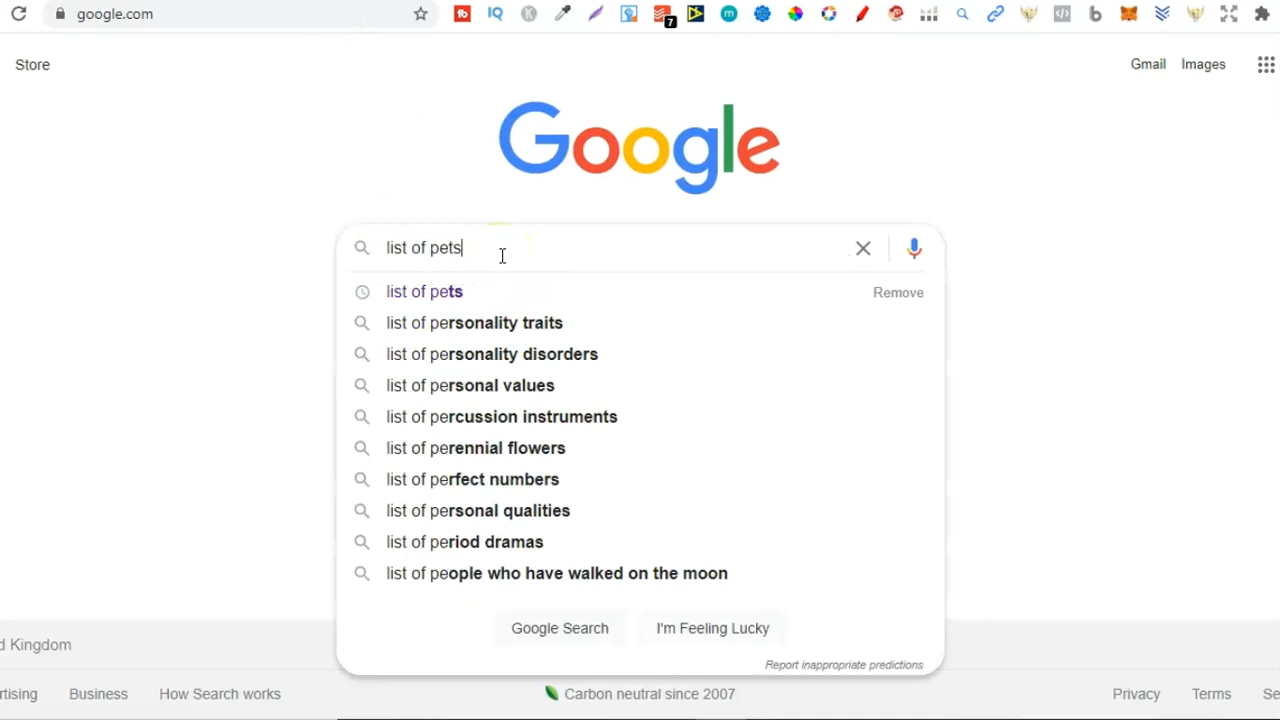 google.com
7
Store
Gmail Images
Google
list of pets
list of pets Remove
list of personality traits
list of personality disorders
list of personal values
list of percussion instruments
list of perennial flowers
list of perfect numbers
list of personal qualities
list of period dramas
list of people who have walked on the moon
Google Search I'm Feeling Lucky
Report inappropriate predictions
d Kingdom
rtising Business How Search works Carbon neutral since 2007 Privacy Terms Se